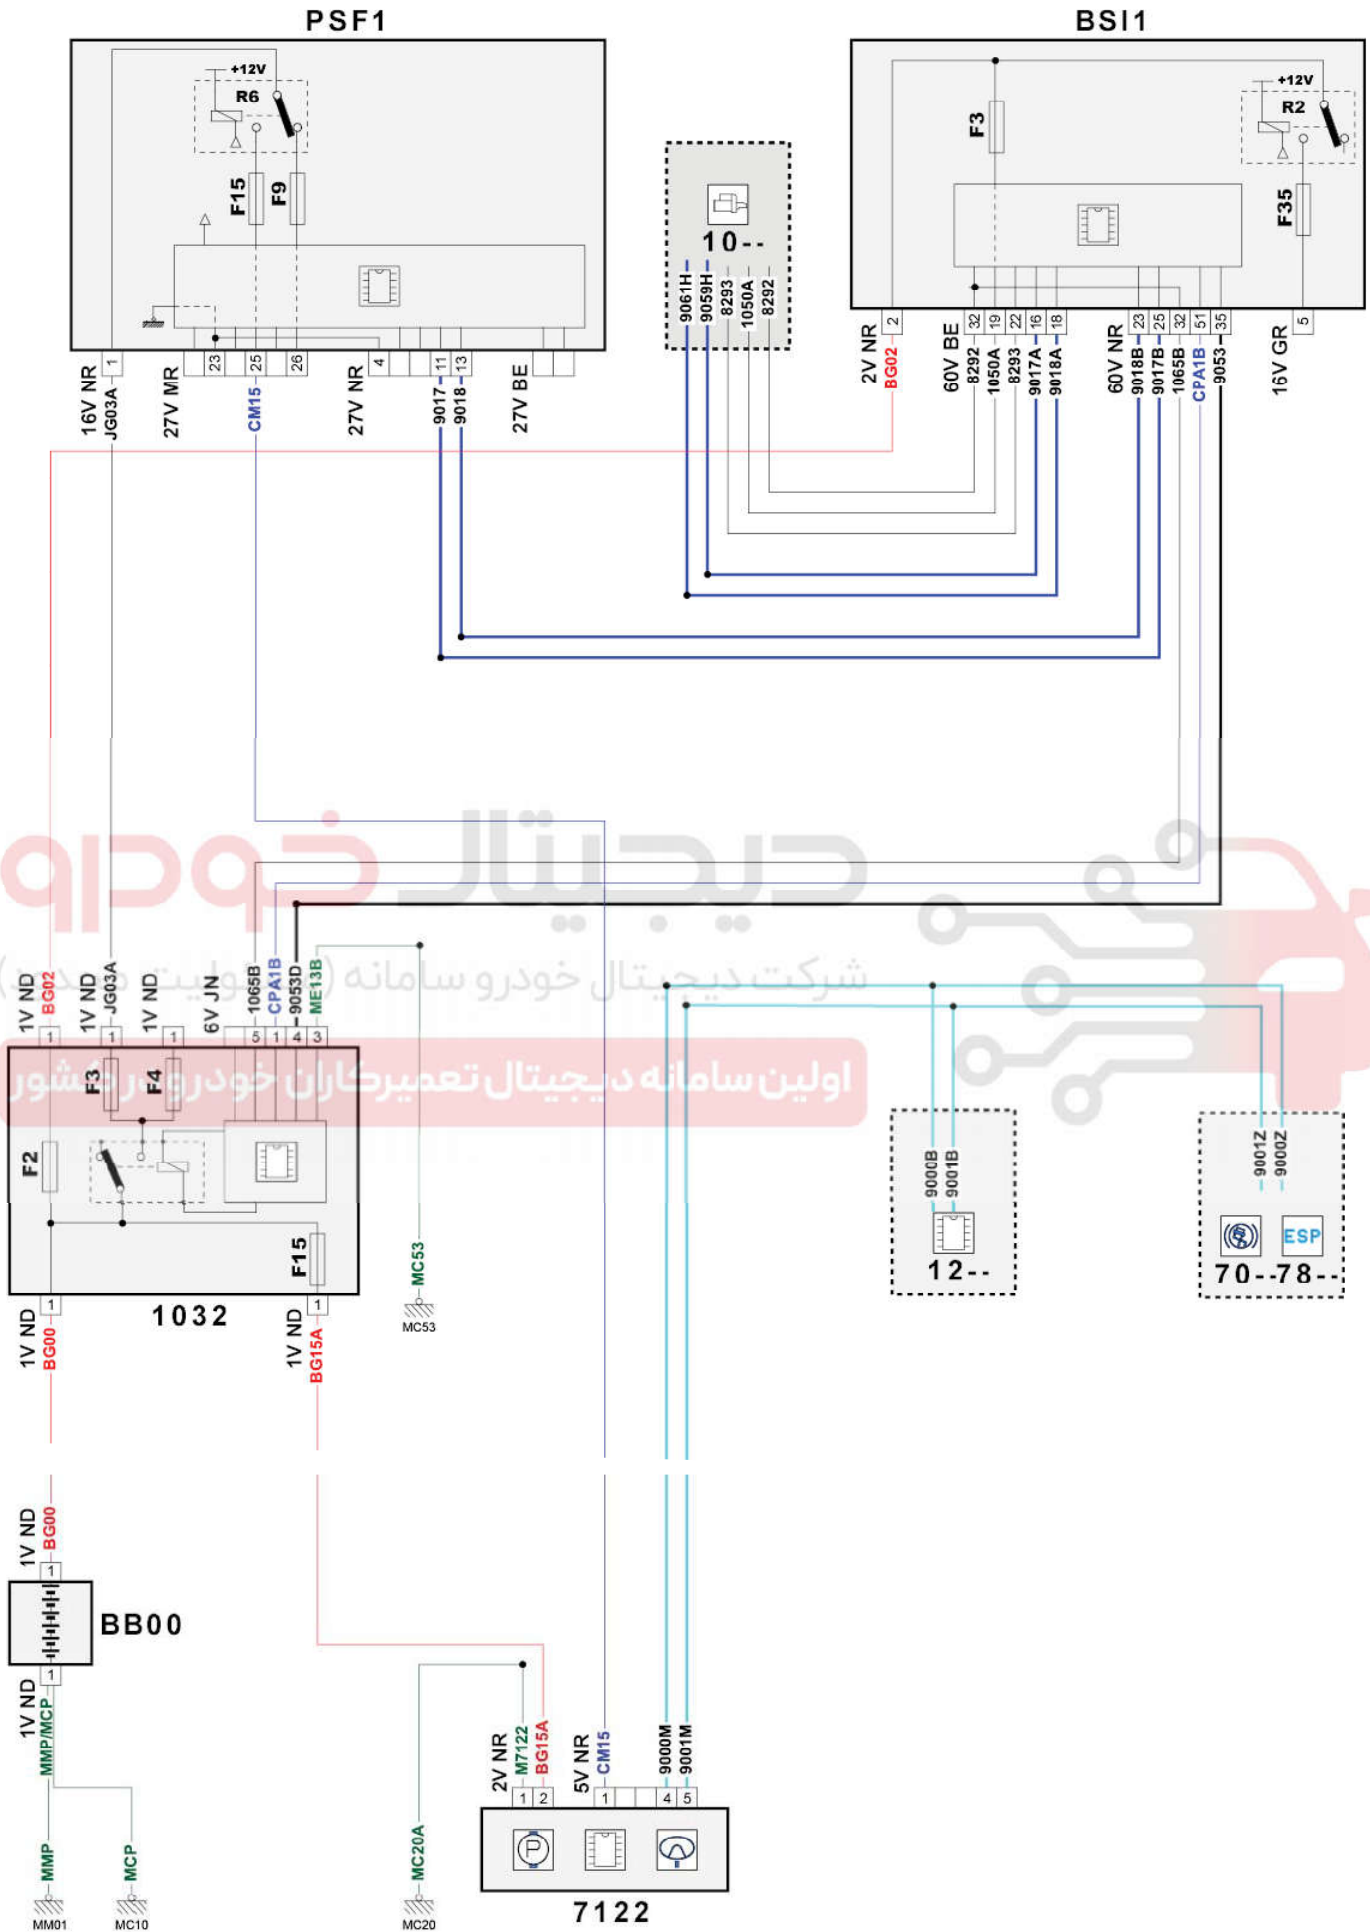 PSF1
BSI1
+12V
R6
F15
F9
+12V
R2
F3
F35
10--
9061H
9059H
8293
1050A
8292
16V NR
1
JG03A
27V MR
23
25
26
CM15
27V NR
4
11
13
9017
9018
27V BE
2V NR
2
BG02
60V BE
32
19
22
16
18
8292
1050A
8293
9017A
9018A
60V NR
23
25
32
51
35
9018B
9017B
1065B
CPA1B
9053
16V GR
5
دیجیتال خودرو
شرکت دیجیتال خودرو سامانه
اولین سامانه دیجیتال تعمیرکاران خودرو در کشور
1V ND
BG02
1
1V ND
JG03A
1
1V ND
1
6V JN
1065B
CPA1B
9053D
ME13B
5
1
4
3
F3
F4
F2
F15
1
1
1032
1V ND
BG00
1V ND
BG15A
MC53
MC53
9000B
9001B
12--
9001Z
9000Z
ESP
70--78--
1V ND
BG00
1
BB00
1
1V ND
MMP/MCP
MMP
MCP
MM01
MC10
MC20A
MC20
2V NR
M7122
BG15A
5V NR
CM15
9000M
9001M
1
2
1
4
5
P
7122